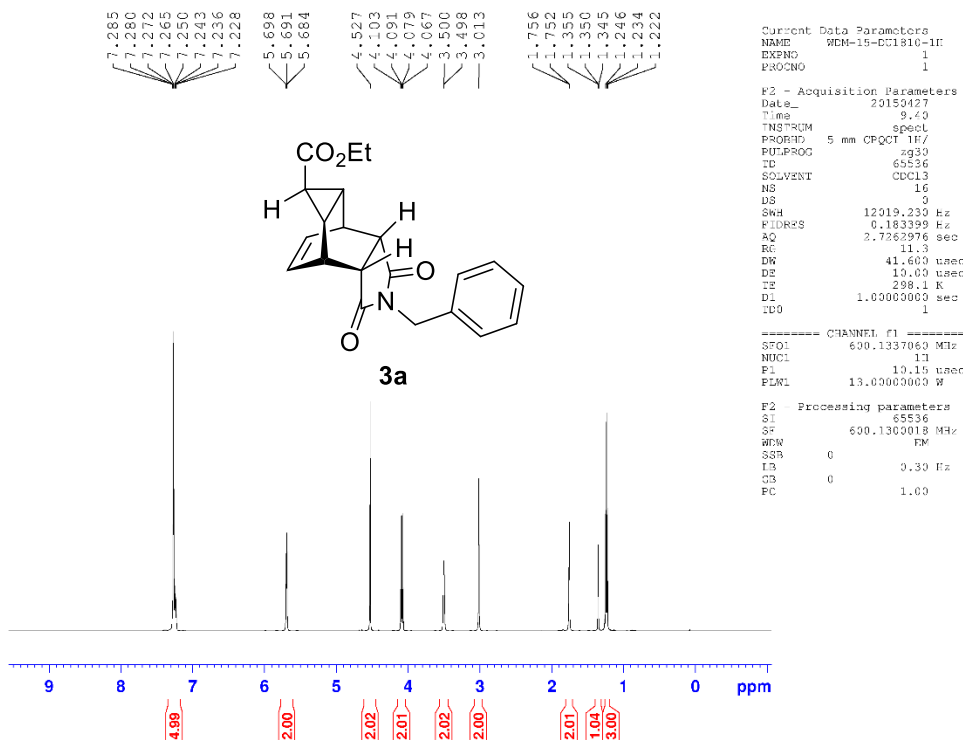 7.285
7.280
7.272
7.265
7.250
7.243
7.236
7.228
5.698
5.691
5.684
4.527
4.103
4.091
4.079
4.067
3.500
3.498
3.013
1.756
1.752
1.355
1.350
1.345
1.246
1.234
1.222
Current Data Parameters
NAME WDM-15-DU1810-1H
EXPNO 1
PROCNO 1
F2 - Acquisition Parameters
Date_ 20150427
Time 9.40
INSTRUM spect
PROBHD 5 mm CPQCI 1H/
PULPROG zg30
TD 65536
SOLVENT CDCl3
NS 16
DS 0
SWH 12019.230 Hz
FIDRES 0.183399 Hz
AQ 2.7262976 sec
RG 11.3
DW 41.600 usec
DE 10.00 usec
TE 298.1 K
D1 1.00000000 sec
TD0 1
======== CHANNEL f1 ========
SFO1 600.1337060 MHz
NUC1 1H
P1 10.15 usec
PLW1 13.00000000 W
F2 - Processing parameters
SI 65536
SF 600.1300018 MHz
WDW EM
SSB 0
LB 0.30 Hz
GB 0
PC 1.00
CO2Et
H
H
H
O
N
O
3a
9 8 7 6 5 4 3 2 1 0 ppm
4.99
2.00
2.02
2.01
2.02
2.00
2.01
1.04
3.00